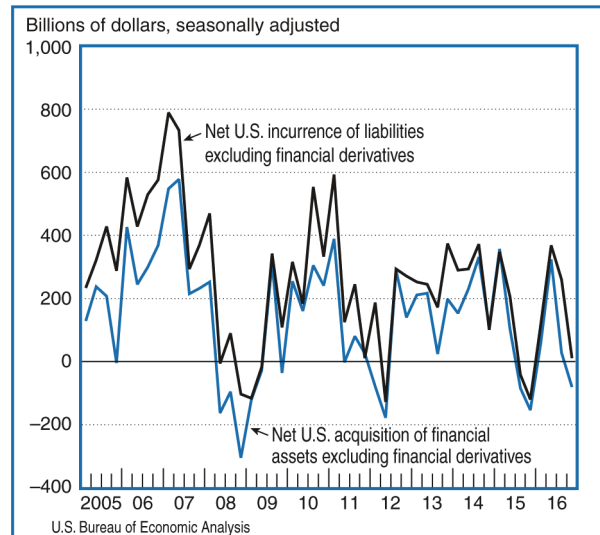 Billions of dollars, seasonally adjusted
1,000
800
600
400
200
0
–200
–400
Net U.S. incurrence of liabilities
excluding financial derivatives
Net U.S. acquisition of financial
assets excluding financial derivatives
2005 06 07 08 09 10 11 12 13 14 15 16
U.S. Bureau of Economic Analysis